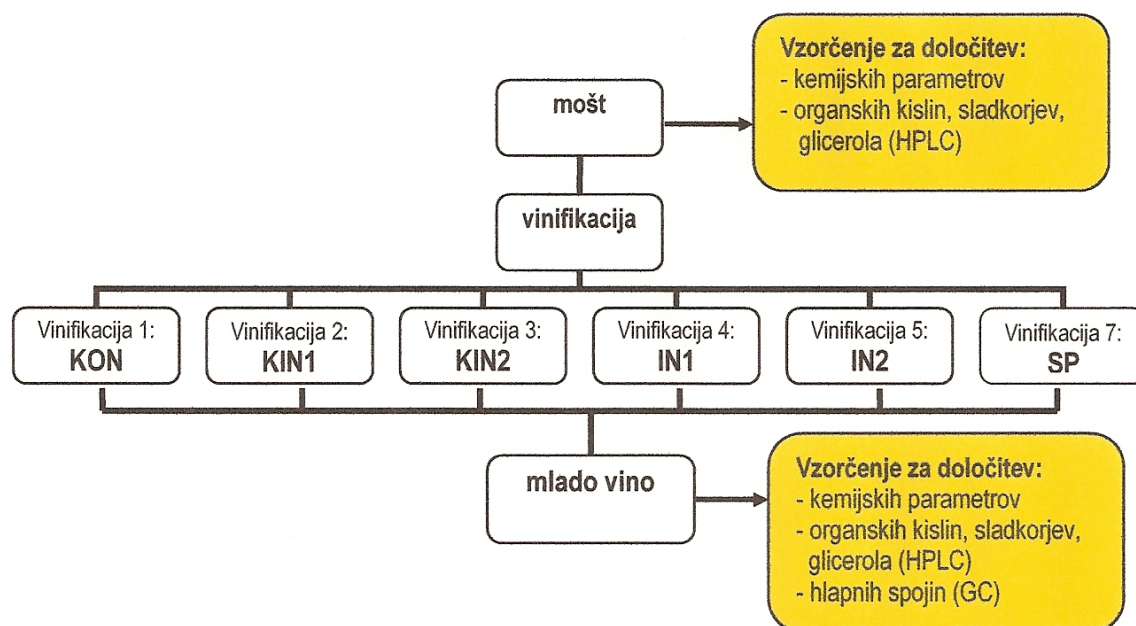 Vzorčenje za določitev:
- kemijskih parametrov
- organskih kislin, sladkorjev,
glicerola (HPLC)
mošt
vinifikacija
Vinifikacija 1:
KON
Vinifikacija 2:
KIN1
Vinifikacija 3:
KIN2
Vinifikacija 4:
IN1
Vinifikacija 5:
IN2
Vinifikacija 7:
SP
mlado vino
Vzorčenje za določitev:
- kemijskih parametrov
- organskih kislin, sladkorjev,
glicerola (HPLC)
- hlapnih spojin (GC)